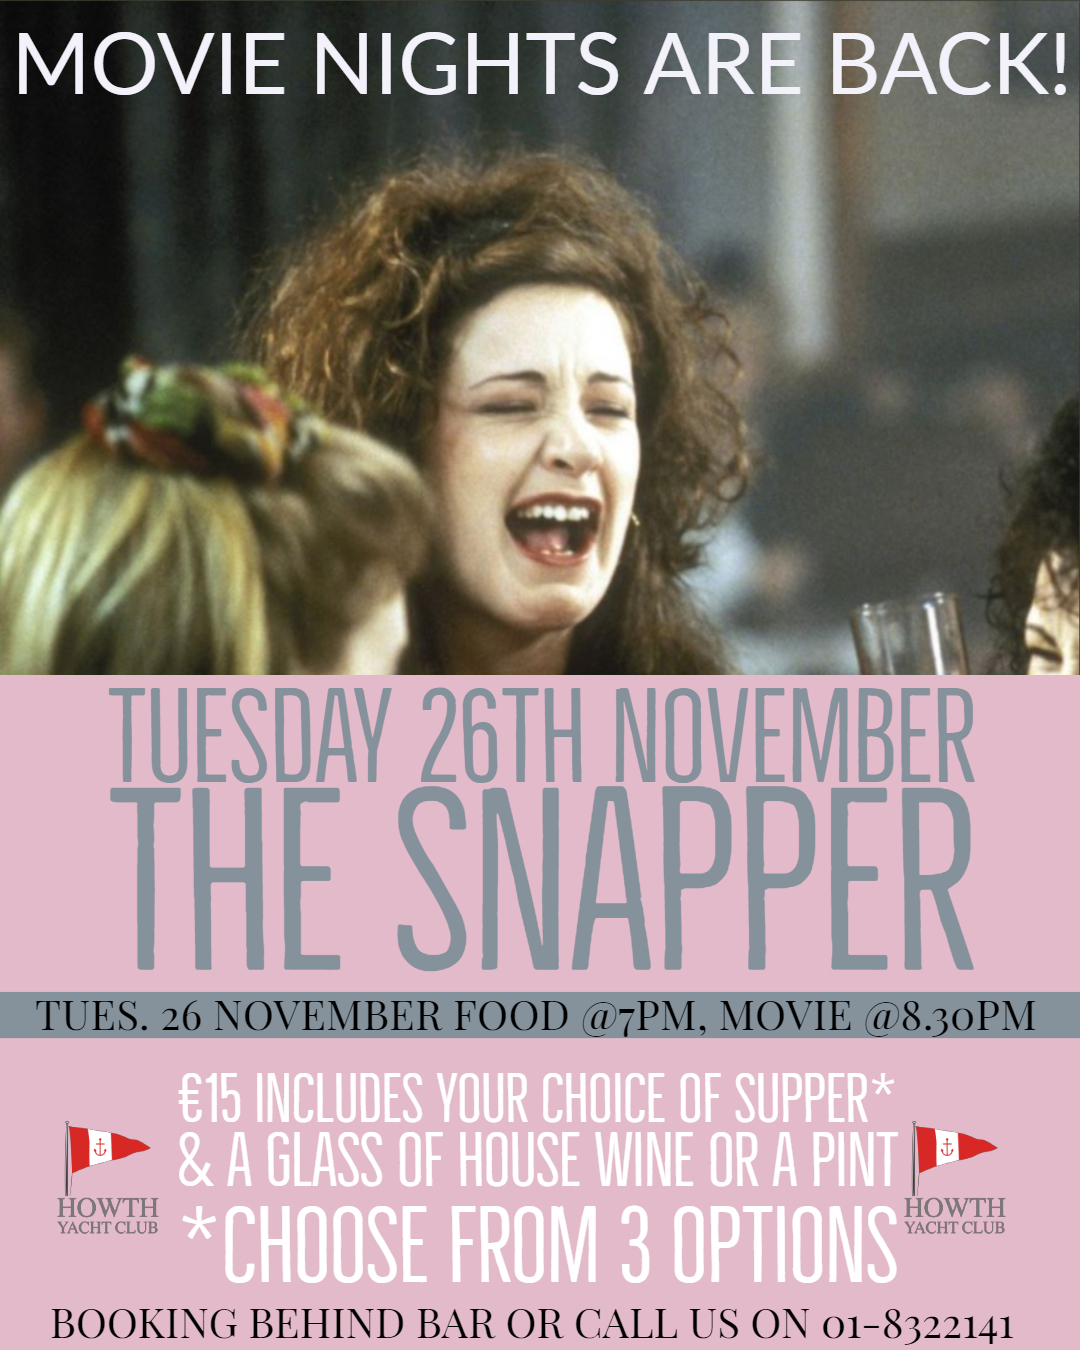 MOVIE NIGHTS ARE BACK!
TUESDAY 26TH NOVEMBER
THE SNAPPER
TUES. 26 NOVEMBER FOOD @7PM, MOVIE @8.30PM
€15 INCLUDES YOUR CHOICE OF SUPPER*
& A GLASS OF HOUSE WINE OR A PINT
*CHOOSE FROM 3 OPTIONS
HOWTH
YACHT CLUB
HOWTH
YACHT CLUB
BOOKING BEHIND BAR OR CALL US ON 01-8322141